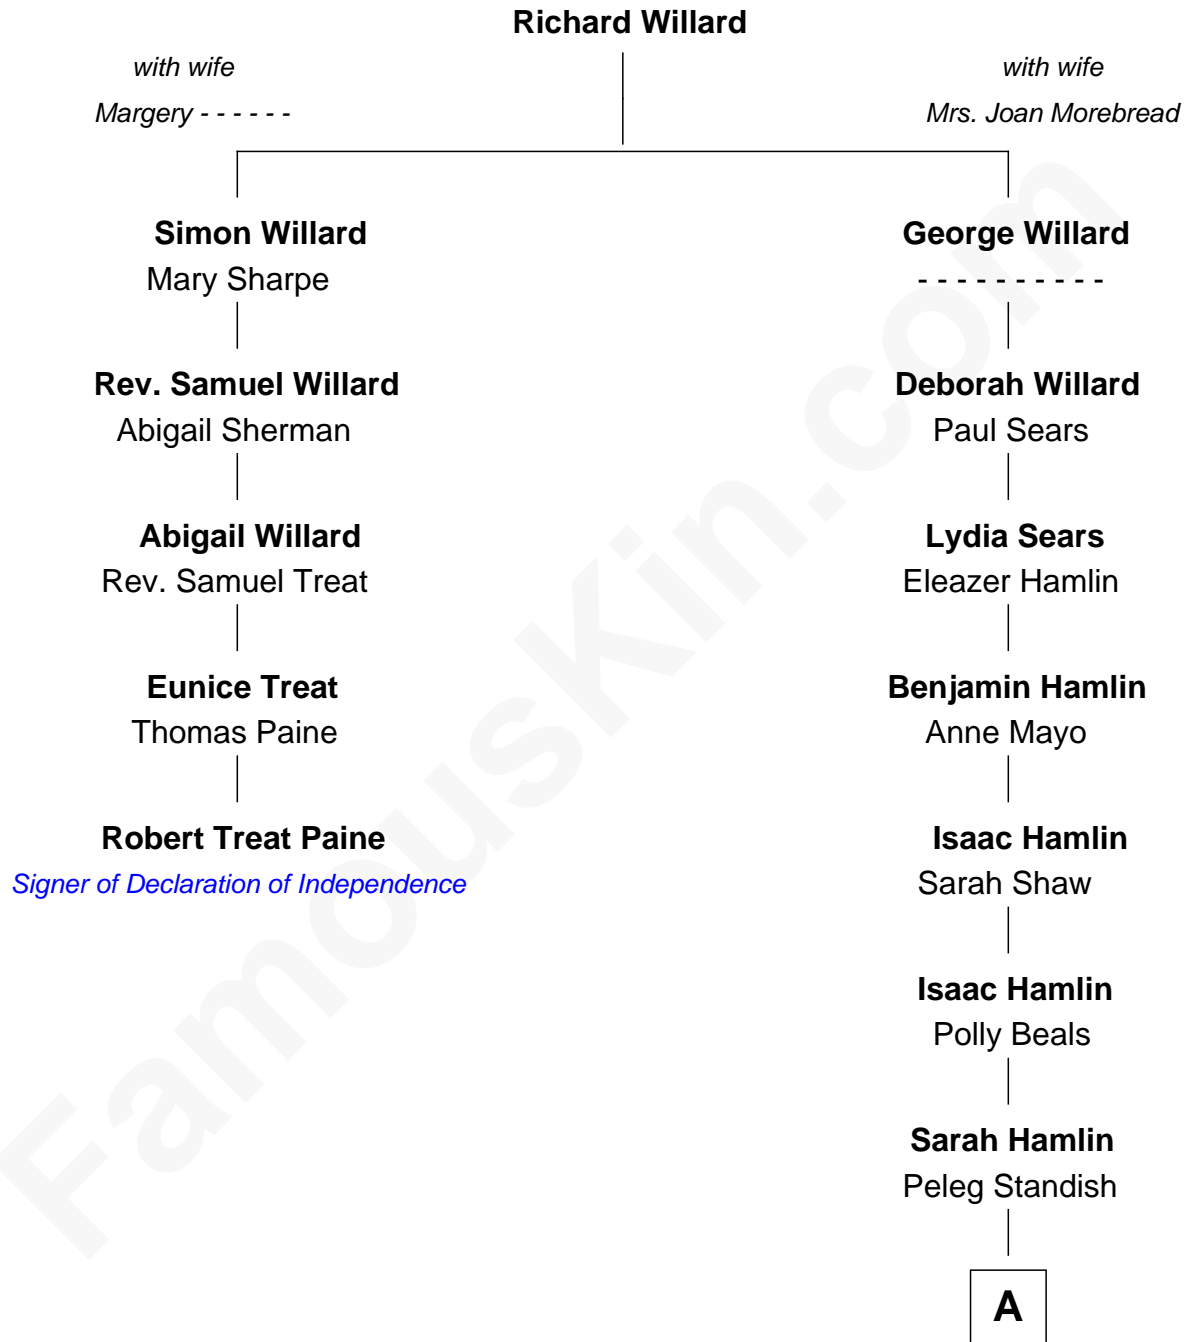 Richard Willard
with wife
Margery - - - - - -
with wife
Mrs. Joan Morebread
Simon Willard
Mary Sharpe
George Willard
- - - - - - - - - -
Rev. Samuel Willard
Abigail Sherman
Deborah Willard
Paul Sears
Abigail Willard
Rev. Samuel Treat
Lydia Sears
Eleazer Hamlin
Eunice Treat
Thomas Paine
Benjamin Hamlin
Anne Mayo
Robert Treat Paine
Signer of Declaration of Independence
Isaac Hamlin
Sarah Shaw
Isaac Hamlin
Polly Beals
Sarah Hamlin
Peleg Standish
A
FamousKin.com